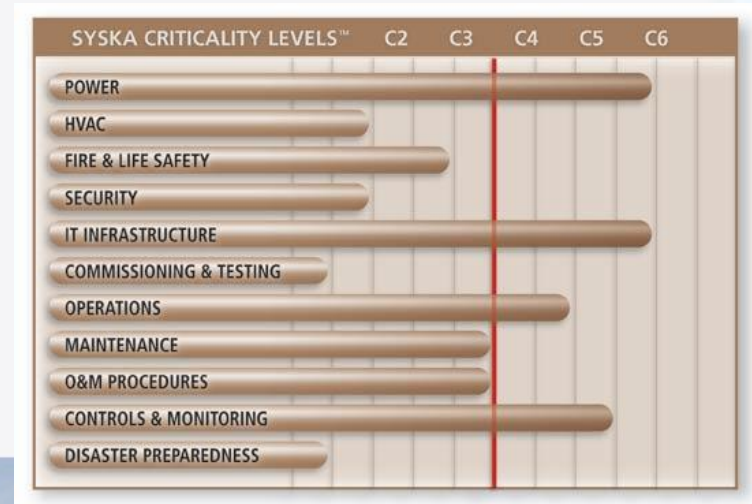 SYSKA CRITICALITY LEVELS™ C2 C3 C4 C5 C6
POWER
HVAC
FIRE & LIFE SAFETY
SECURITY
IT INFRASTRUCTURE
COMMISSIONING & TESTING
OPERATIONS
MAINTENANCE
O&M PROCEDURES
CONTROLS & MONITORING
DISASTER PREPAREDNESS